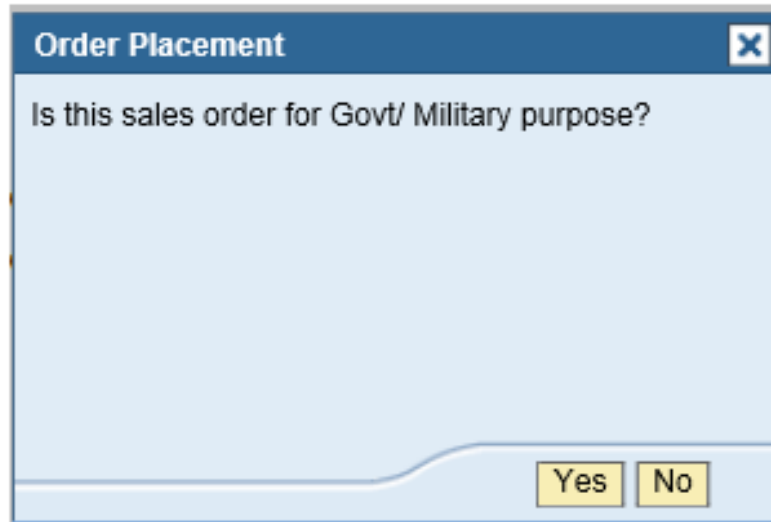 Order Placement
Is this sales order for Govt/ Military purpose?
Yes No